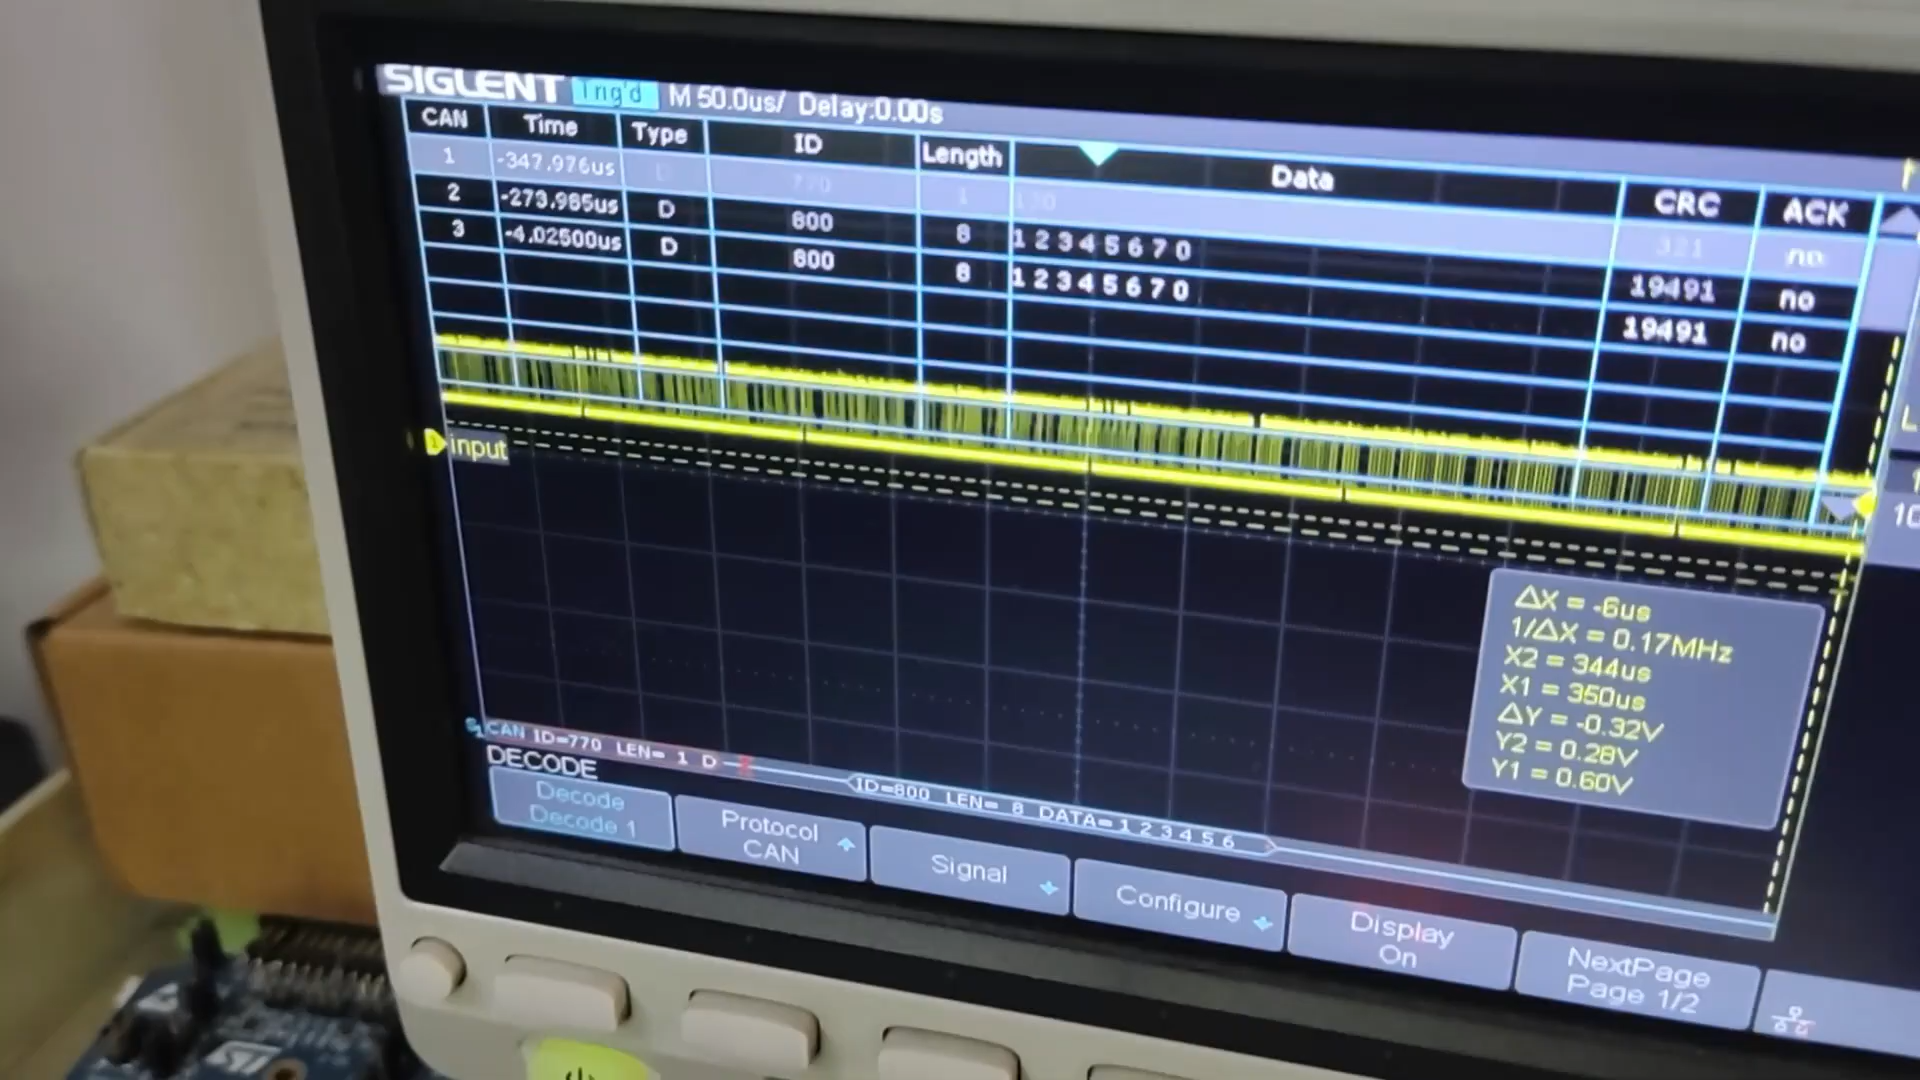 SIGLENT Trig'd M 50.0us/ Delay:0.00s
CAN Time Type ID Length Data CRC ACK
1 -347.976us D 770 1 no
2 -273.985us D 800 8 1 2 3 4 5 6 7 0 19491 no
3 -4.02500us D 800 8 1 2 3 4 5 6 7 0 19491 no
input
ΔX = -6us
1/ΔX = 0.17MHz
X2 = 344us
X1 = 350us
ΔY = -0.32V
Y2 = 0.28V
Y1 = 0.60V
S1 CAN ID=770 LEN= 1 D
ID=800 LEN= 8 DATA= 1 2 3 4 5 6
DECODE
Decode
Decode 1
Protocol
CAN
Signal
Configure
Display
On
NextPage
Page 1/2
ST